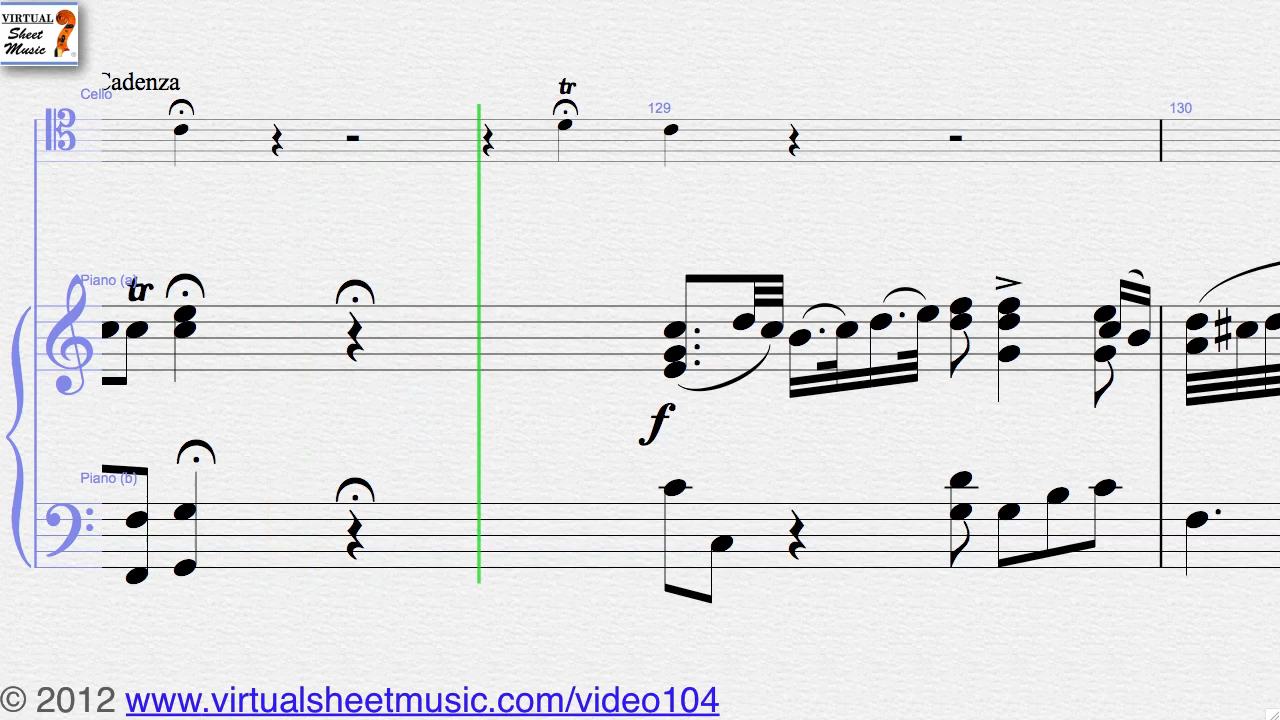 VIRTUAL
Sheet
Music
Cadenza
Cello
tr
129
130
Piano (a)
tr
f
Piano (b)
© 2012 www.virtualsheetmusic.com/video104